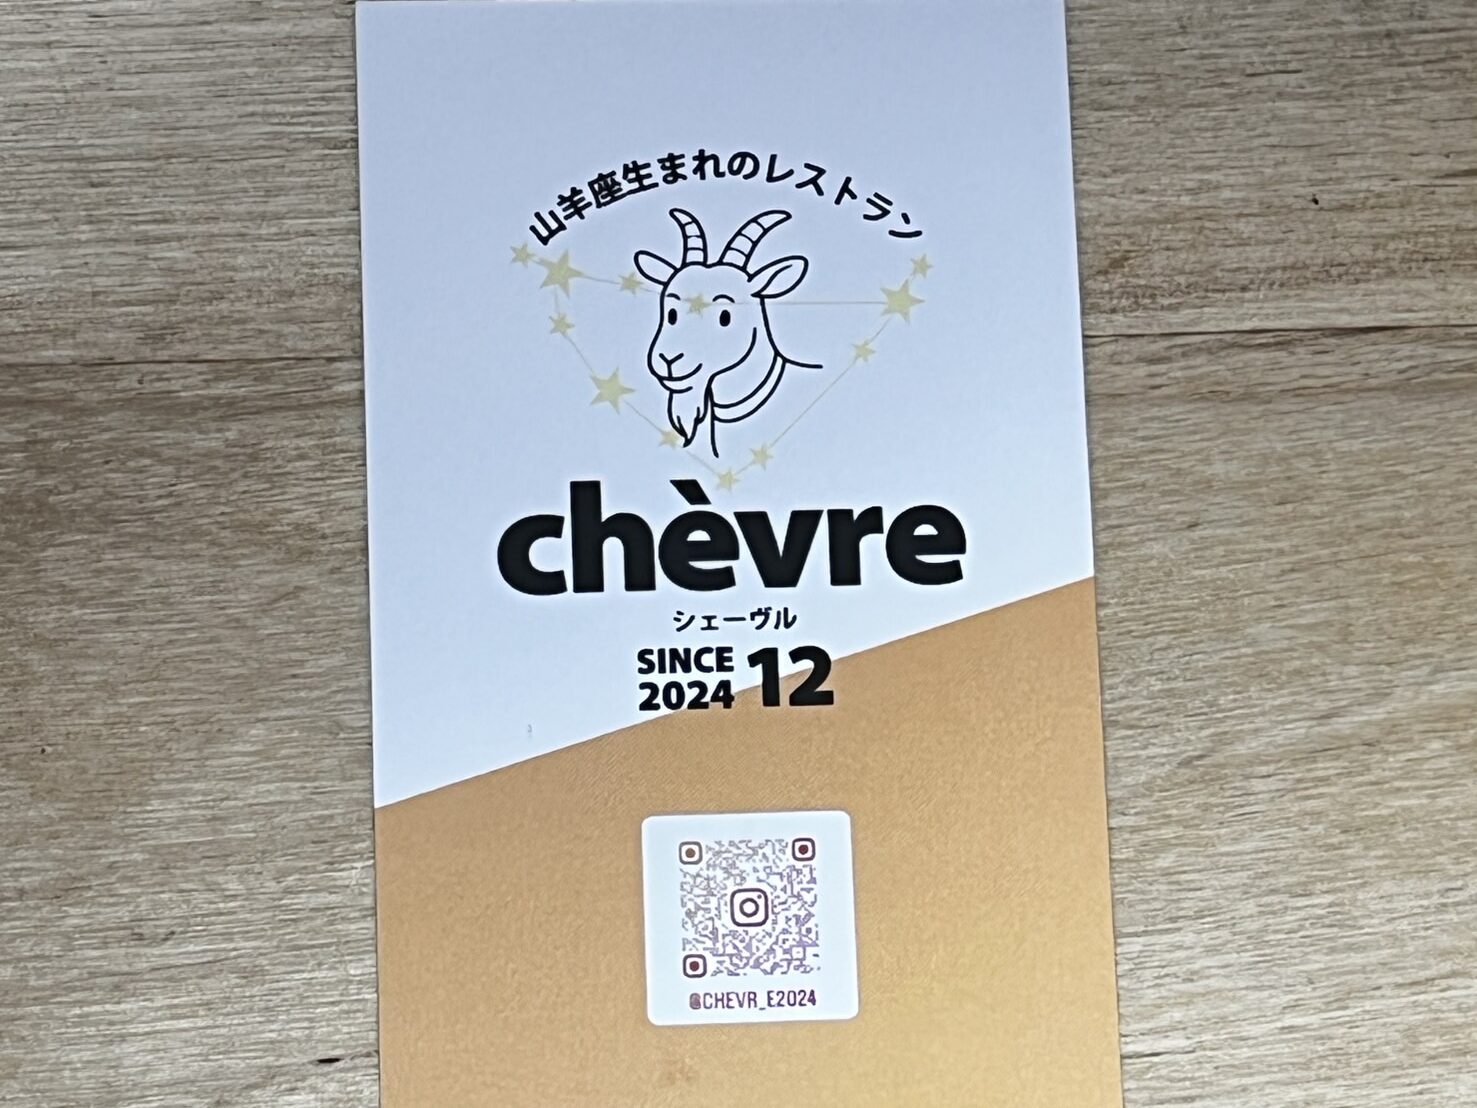 山羊座生まれのレストラン
chèvre
シェーヴル
SINCE
2024 12
@CHEVR_E2024